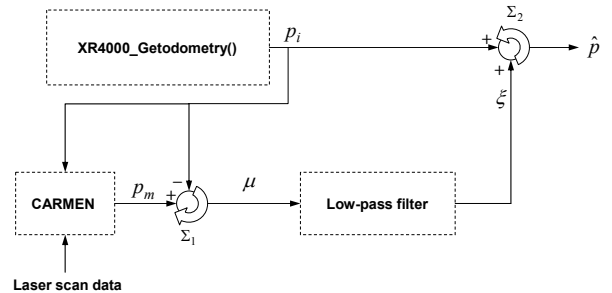 XR4000_Getodometry()
p_i
Σ_2
+
+
p̂
ξ
CARMEN
p_m
−
+
Σ_1
μ
Low-pass filter
Laser scan data